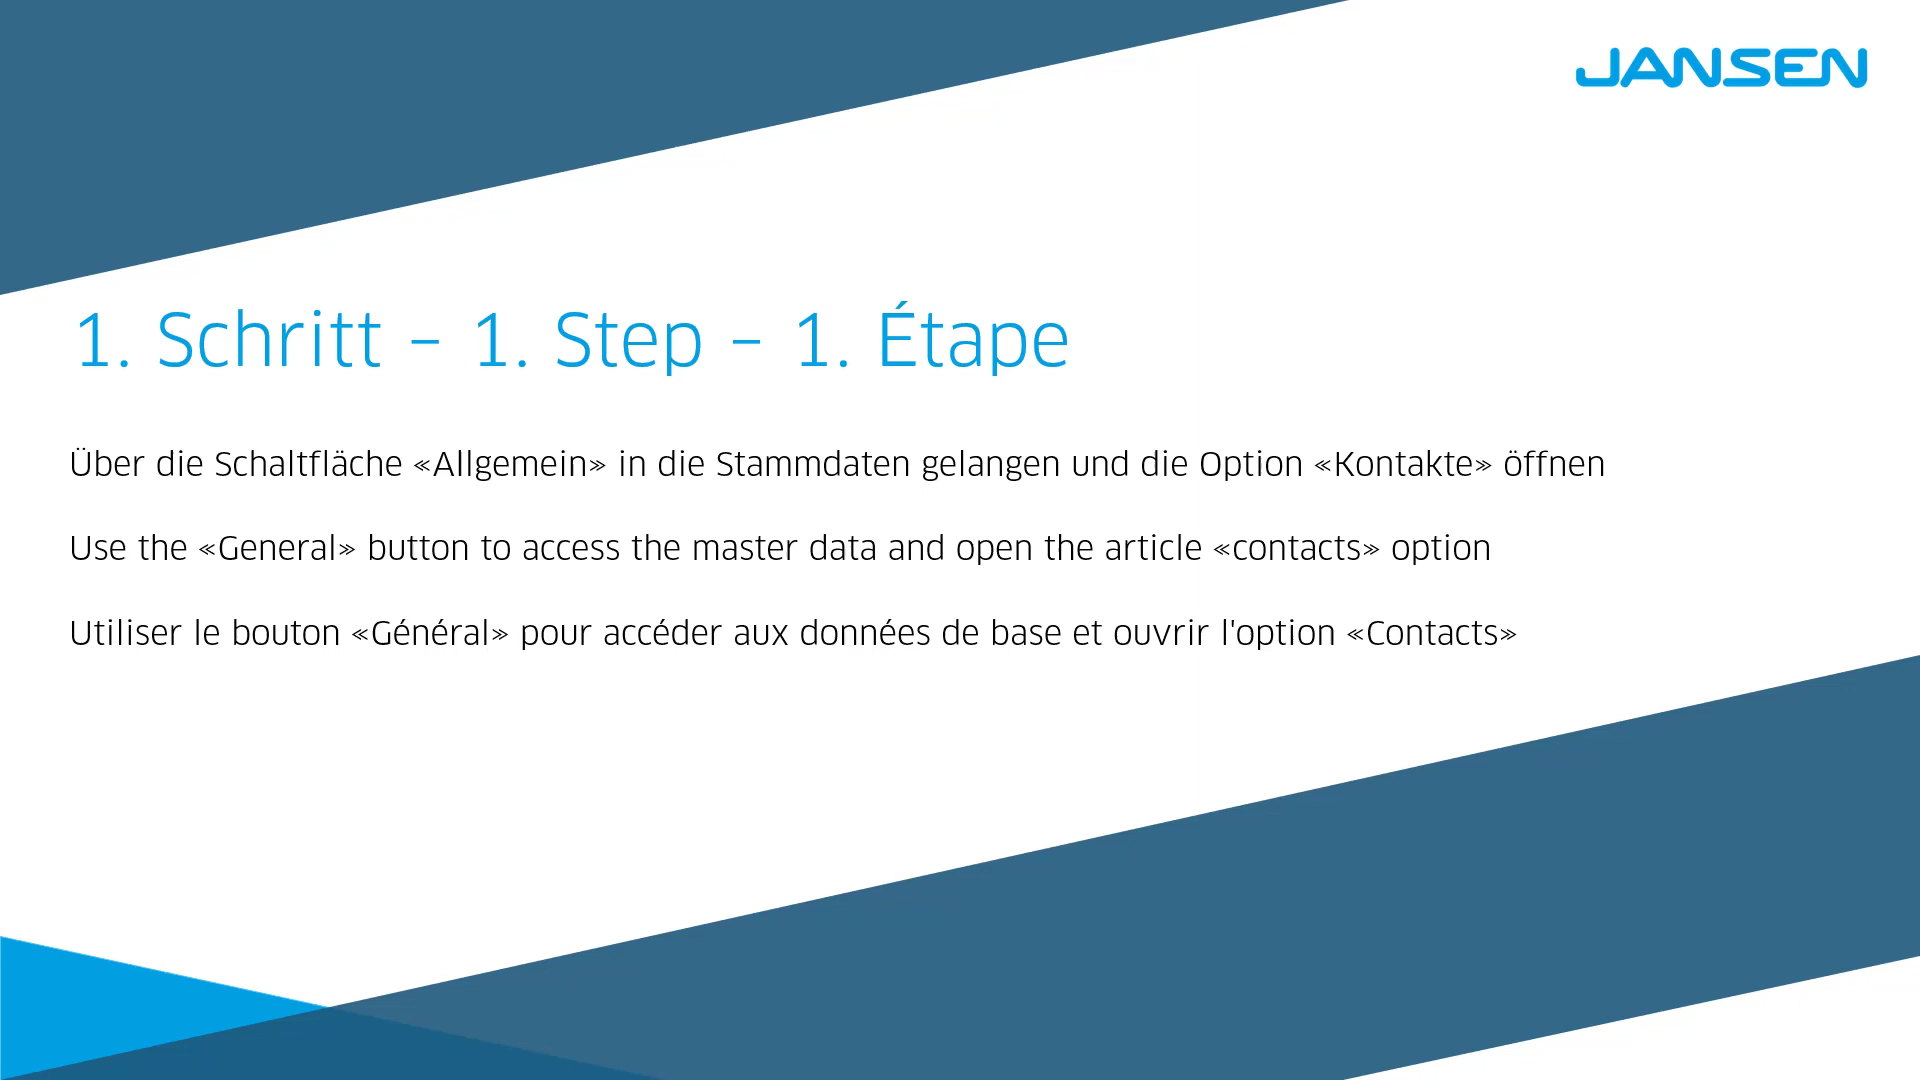 JANSEN
1. Schritt – 1. Step – 1. Étape
Über die Schaltfläche «Allgemein» in die Stammdaten gelangen und die Option «Kontakte» öffnen
Use the «General» button to access the master data and open the article «contacts» option
Utiliser le bouton «Général» pour accéder aux données de base et ouvrir l'option «Contacts»